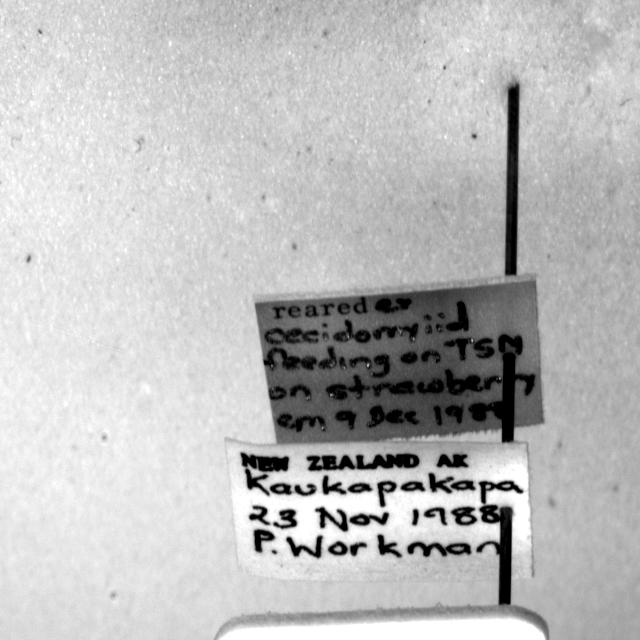 reared ex
cecidomyiid
feeding on TSM
on strawberry
em 9 Dec 1988
NEW ZEALAND AK
Kaukapakapa
23 Nov 1988
P. Workman